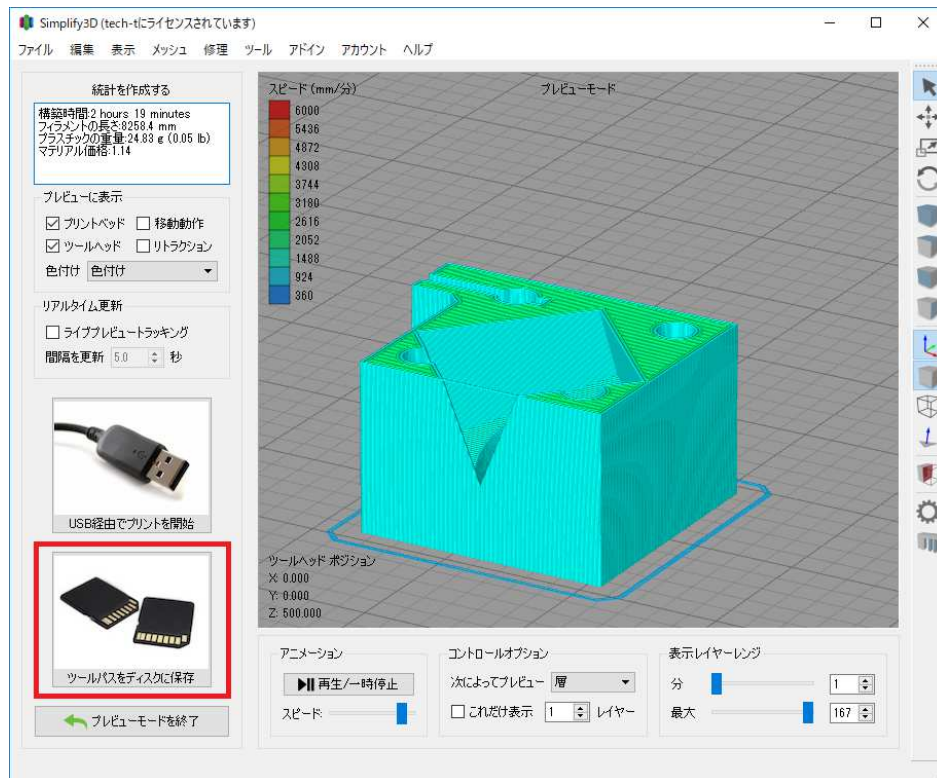 Simplify3D (tech-tにライセンスされています)
ファイル 編集 表示 メッシュ 修理 ツール アドイン アカウント ヘルプ
統計を作成する
構築時間:2 hours 19 minutes
フィラメントの長さ:8258.4 mm
プラスチックの重量:24.83 g (0.05 lb)
マテリアル価格:1.14
プレビューに表示
プリントベッド 移動動作
ツールヘッド リトラクション
色付け 色付け
リアルタイム更新
ライブプレビュートラッキング
間隔を更新 5.0 秒
USB経由でプリントを開始
ツールパスをディスクに保存
プレビューモードを終了
スピード (mm/分)
プレビューモード
6000
5436
4872
4308
3744
3180
2616
2052
1488
924
360
ツールヘッド ポジション
X: 0.000
Y: 0.000
Z: 500.000
アニメーション
再生/一時停止
スピード:
コントロールオプション
次によってプレビュー 層
これだけ表示 1 レイヤー
表示レイヤーレンジ
分 1
最大 167